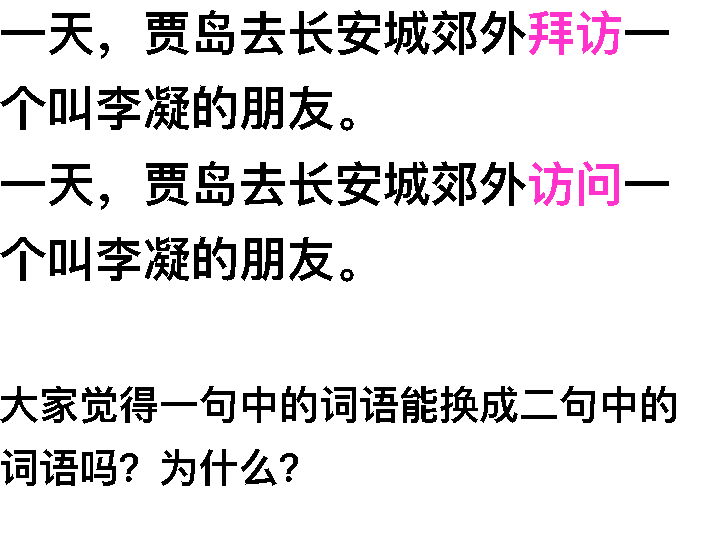 一天，贾岛去长安城郊外拜访一
个叫李凝的朋友。
一天，贾岛去长安城郊外访问一
个叫李凝的朋友。
大家觉得一句中的词语能换成二句中的
词语吗？为什么？